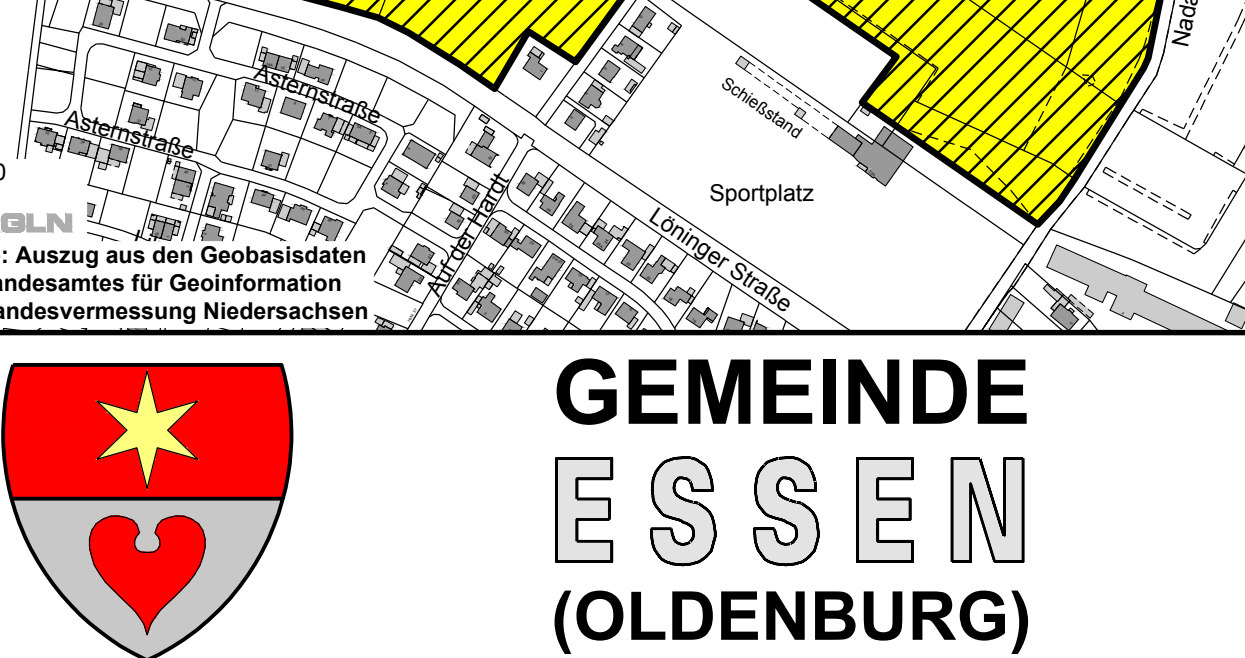 Asternstraße
Asternstraße
Schießstand
Sportplatz
Auf der Hardt
Löninger Straße
GLN
: Auszug aus den Geobasisdaten
andesamtes für Geoinformation
andesvermessung Niedersachsen
GEMEINDE
ESSEN
(OLDENBURG)